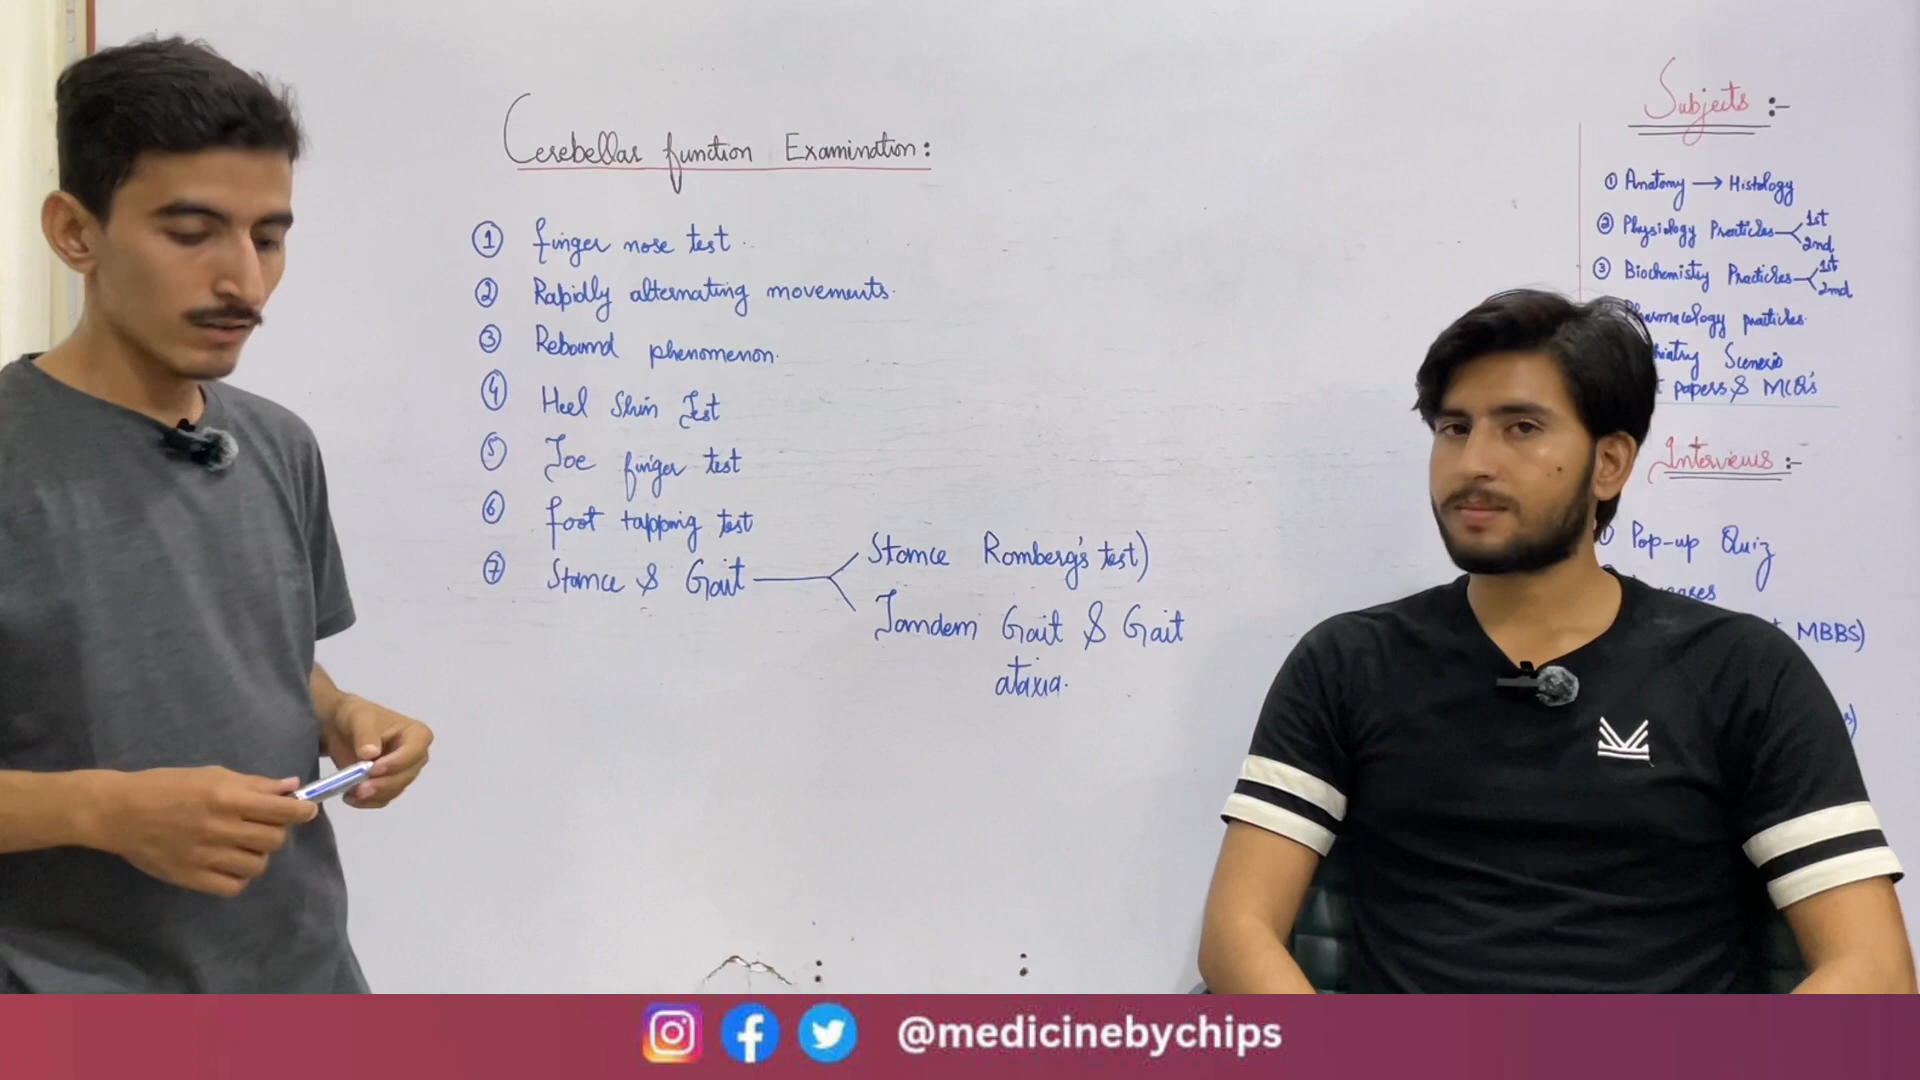 Cerebellar function Examination:
① finger nose test.
② Rapidly alternating movements.
③ Rebound phenomenon.
④ Heel Shin Test
⑤ Toe finger test
⑥ foot tapping test
⑦ Stance & Gait
Stance Romberg's test)
Tandem Gait & Gait
ataxia.
Subjects :-
① Anatomy → Histology
② Physiology Practicles 1st
2nd
③ Biochemistry Practicles 1st
2nd
practicles.
Scenerio
papers & MCQ's
Interviews :-
Pop-up Quiz
MBBS)
@medicinebychips